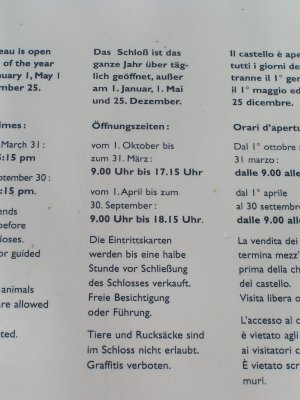 eau is open
of the year
nuary 1, May 1
mber 25.
imes:
March 31:
5:15 pm
eptember 30:
:15 pm.
ends
before
loses.
or guided
animals
are allowed
ted.
Das Schloß ist das
ganze Jahr über täg-
lich geöffnet, außer
am 1. Januar, 1. Mai
und 25. Dezember.
Öffnungszeiten:
vom 1. Oktober bis
zum 31. März:
9.00 Uhr bis 17.15 Uhr
vom 1. April bis zum
30. September:
9.00 Uhr bis 18.15 Uhr.
Die Eintrittskarten
werden bis eine halbe
Stunde vor Schließung
des Schlosses verkauft.
Freie Besichtigung
oder Führung.
Tiere und Rucksäcke sind
im Schloss nicht erlaubt.
Graffitis verboten.
Il castello è ape
tutti i giorni de
tranne il 1° gen
il 1° maggio ed
25 dicembre.
Orari d'apertu
Dal 1° ottobre
31 marzo:
dalle 9.00 alle
dal 1° aprile
al 30 settembre
dalle 9.00 alle
La vendita dei
termina mezz'
prima della ch
del castello.
Visita libera o
L'accesso al c
è vietato agli
ai visitatori c
È vietato scr
muri.